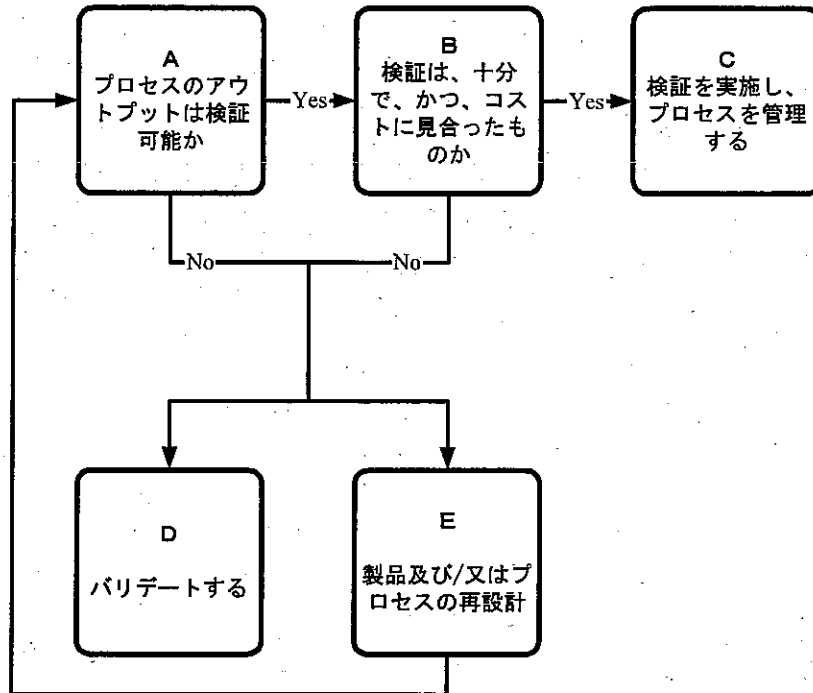 A
プロセスのアウ
トプットは検証
可能か
Yes
B
検証は、十分
で、かつ、コス
トに見合ったも
のか
Yes
C
検証を実施し、
プロセスを管理
する
No
No
D
バリデートする
E
製品及び/又はプ
ロセスの再設計